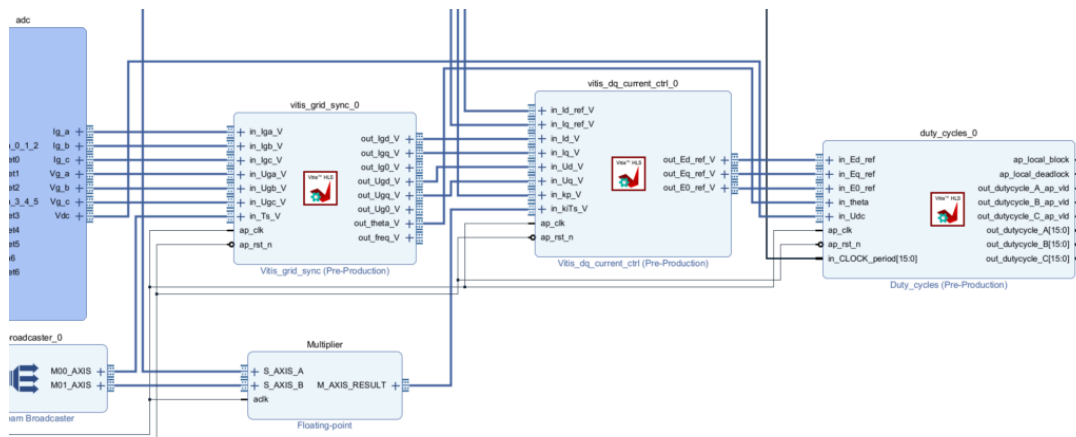 adc
Ig_a
Ig_b
Ig_c
Vg_a
Vg_b
Vg_c
Vdc
_0_1_2
et1
et2
_3_4_5
et3
et4
et5
6
et6
vitis_grid_sync_0
in_Iga_V
in_Igb_V
in_Igc_V
in_Uga_V
in_Ugb_V
in_Ugc_V
in_Ts_V
ap_clk
ap_rst_n
Vitis™ HLS
out_Igd_V
out_Igq_V
out_Ig0_V
out_Ugd_V
out_Ugq_V
out_Ug0_V
out_theta_V
out_freq_V
Vitis_grid_sync (Pre-Production)
vitis_dq_current_ctrl_0
in_Id_ref_V
in_Iq_ref_V
in_Id_V
in_Iq_V
in_Ud_V
in_Uq_V
in_kp_V
in_kiTs_V
ap_clk
ap_rst_n
Vitis™ HLS
out_Ed_ref_V
out_Eq_ref_V
out_E0_ref_V
Vitis_dq_current_ctrl (Pre-Production)
duty_cycles_0
in_Ed_ref
in_Eq_ref
in_E0_ref
in_theta
in_Udc
ap_clk
ap_rst_n
in_CLOCK_period[15:0]
Vitis™ HLS
ap_local_block
ap_local_deadlock
out_dutycycle_A_ap_vld
out_dutycycle_B_ap_vld
out_dutycycle_C_ap_vld
out_dutycycle_A[15:0]
out_dutycycle_B[15:0]
out_dutycycle_C[15:0]
Duty_cycles (Pre-Production)
roadcaster_0
M00_AXIS
M01_AXIS
am Broadcaster
Multiplier
S_AXIS_A
S_AXIS_B
aclk
M_AXIS_RESULT
Floating-point